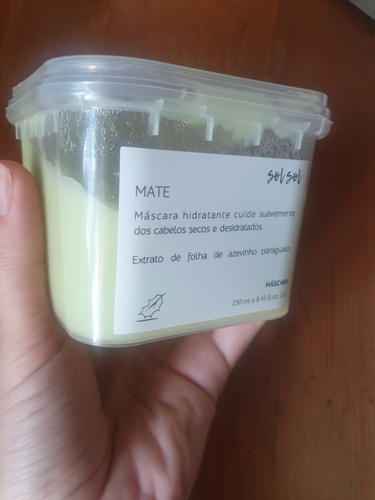 sol sol
MATE
Máscara hidratante cuide suavemente
dos cabelos secos e desidratados.
Extrato de folha de azevinho paraguaio.
MÁSCARA
250 ml e 8.45 fl.oz. U.S.